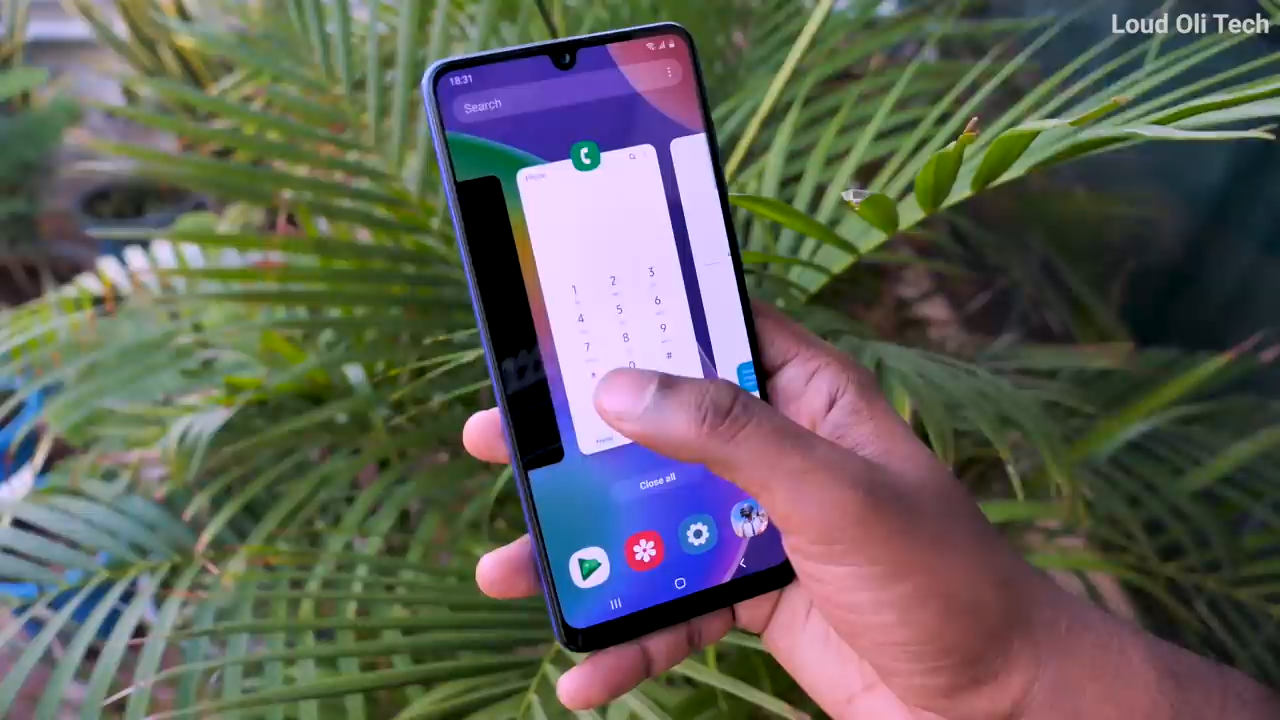 Loud Oli Tech
18:31
Search
Phone
1 2 3
4 5 6
7 8 9
* 0 #
Close all